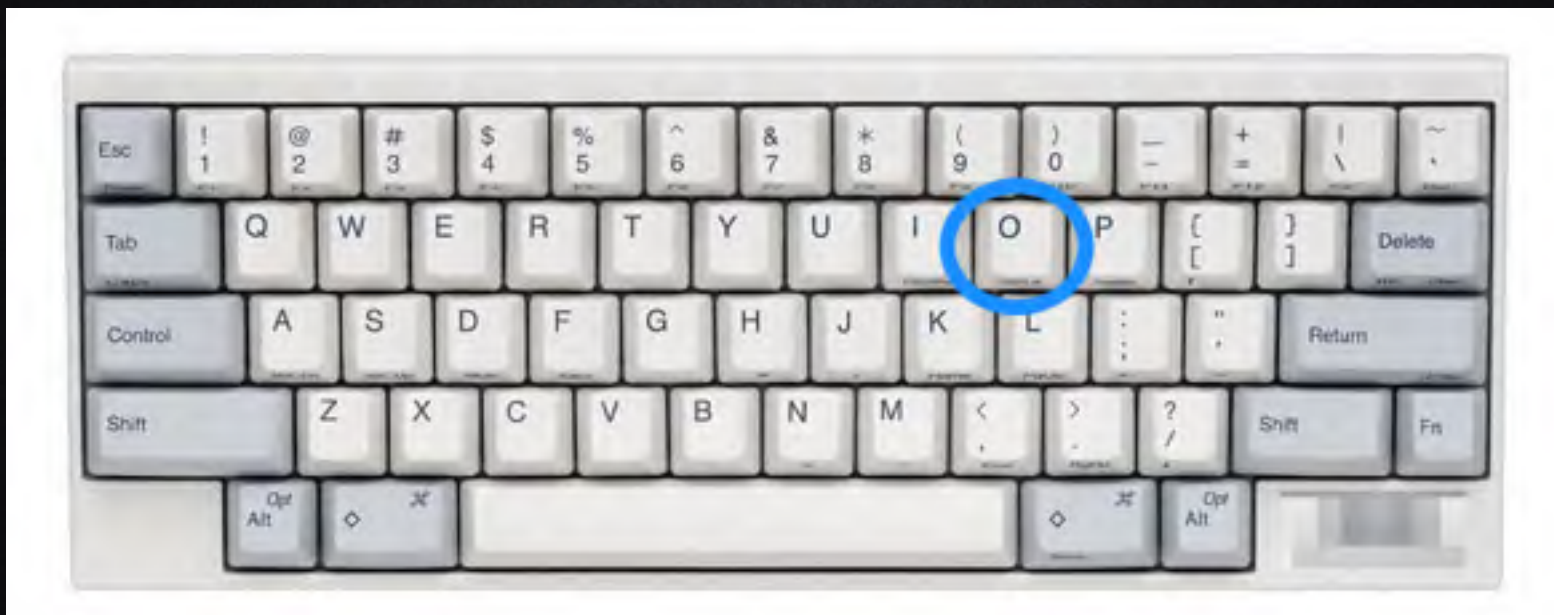 Esc ! 1 @ 2 # 3 $ 4 % 5 ^ 6 & 7 * 8 ( 9 ) 0 _ - + = | \ ~ `
Tab Q W E R T Y U I O P { [ } ] Delete
Control A S D F G H J K L : ; " ' Return
Shift Z X C V B N M < , > . ? / Shift Fn
Alt Opt ◇ ⌘ ◇ ⌘ Alt Opt